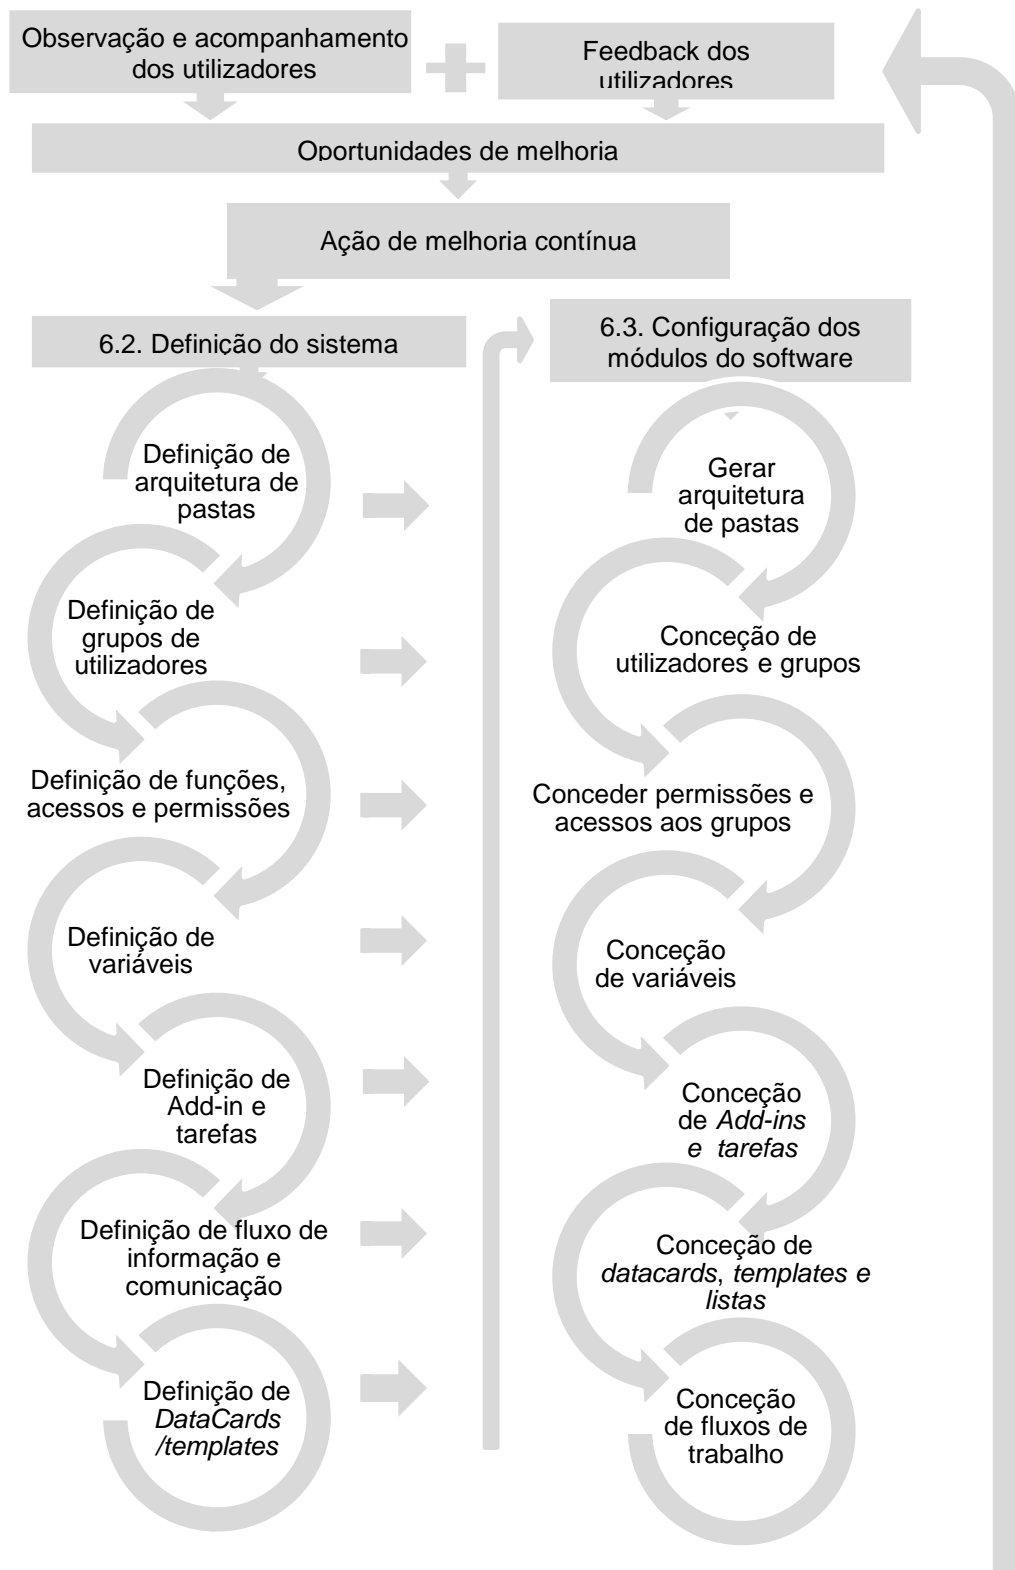 Observação e acompanhamento
dos utilizadores
Feedback dos
utilizadores
Oportunidades de melhoria
Ação de melhoria contínua
6.2. Definição do sistema
Definição de
arquitetura de
pastas
Definição de
grupos de
utilizadores
Definição de funções,
acessos e permissões
Definição de
variáveis
Definição de
Add-in e
tarefas
Definição de fluxo de
informação e
comunicação
Definição de
DataCards
/templates
6.3. Configuração dos
módulos do software
Gerar
arquitetura
de pastas
Conceção de
utilizadores e grupos
Conceder permissões e
acessos aos grupos
Conceção
de variáveis
Conceção
de Add-ins
e tarefas
Conceção de
datacards, templates e
listas
Conceção
de fluxos de
trabalho